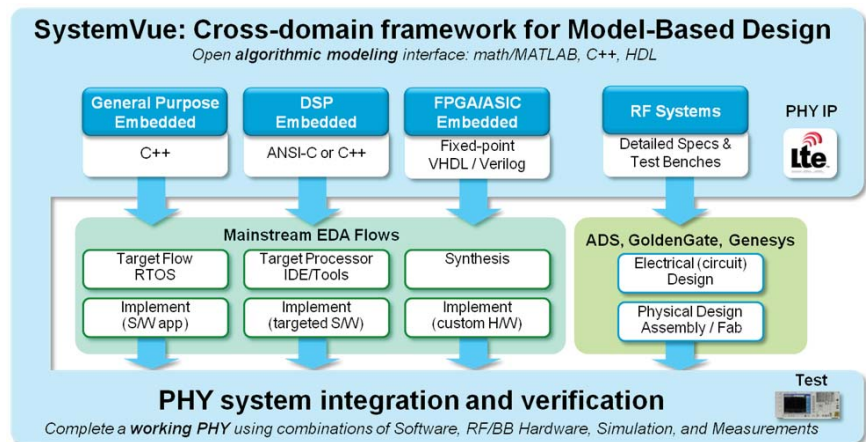 SystemVue: Cross-domain framework for Model-Based Design
Open algorithmic modeling interface: math/MATLAB, C++, HDL
General Purpose
Embedded
C++
DSP
Embedded
ANSI-C or C++
FPGA/ASIC
Embedded
Fixed-point
VHDL / Verilog
RF Systems
Detailed Specs &
Test Benches
PHY IP
Lte
Mainstream EDA Flows
Target Flow
RTOS
Implement
(S/W app)
Target Processor
IDE/Tools
Implement
(targeted S/W)
Synthesis
Implement
(custom H/W)
ADS, GoldenGate, Genesys
Electrical (circuit)
Design
Physical Design
Assembly / Fab
PHY system integration and verification
Test
Complete a working PHY using combinations of Software, RF/BB Hardware, Simulation, and Measurements